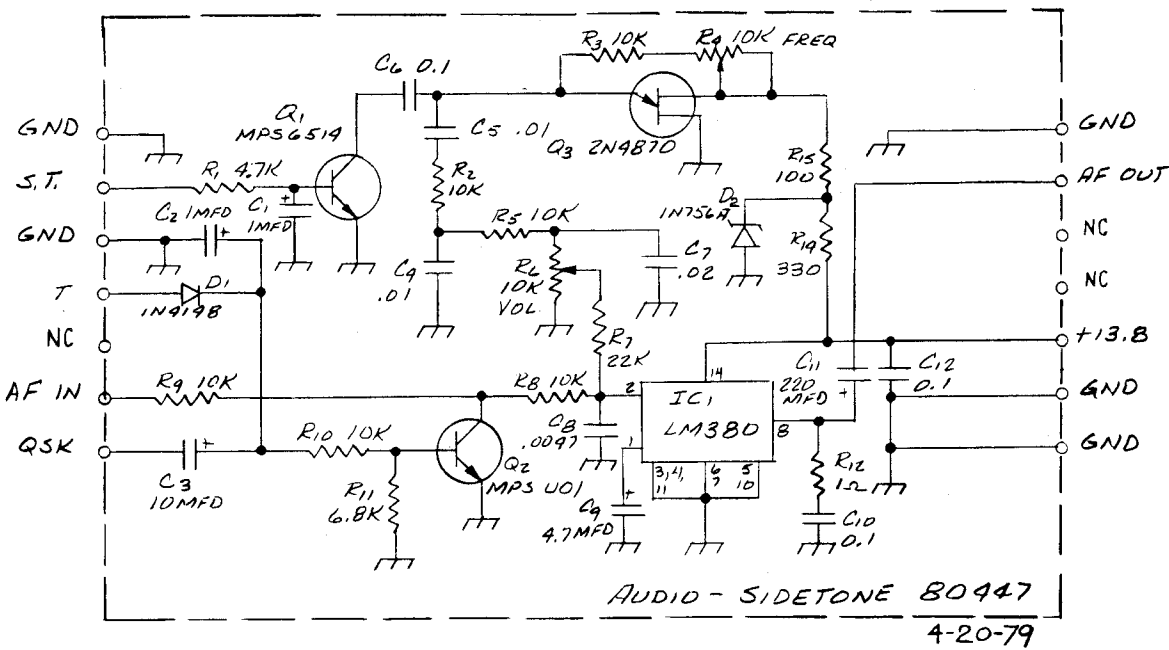 R3 10K
R4 10K FREQ
C6 0.1
Q1
MPS6514
C5 .01
Q3 2N4870
GND
GND
S.T.
R1 4.7K
R2
10K
R15
100
AF OUT
C2 1MFD
C1
1MFD
D2
1N756A
R5 10K
GND
NC
C4
.01
R6
10K
VOL
C7
.02
R14
330
T
D1
1N4148
NC
NC
R7
22K
+13.8
AF IN
R9 10K
R8 10K
2
14
IC1
LM380
8
C11
220
MFD
+
C12
0.1
GND
QSK
R10 10K
C8
.0047
1
GND
C3
10MFD
R11
6.8K
Q2
MPS U01
3,4,
11
6
7
5
10
R12
1Ω
C9
4.7MFD
C10
0.1
AUDIO - SIDETONE 80447
4-20-79